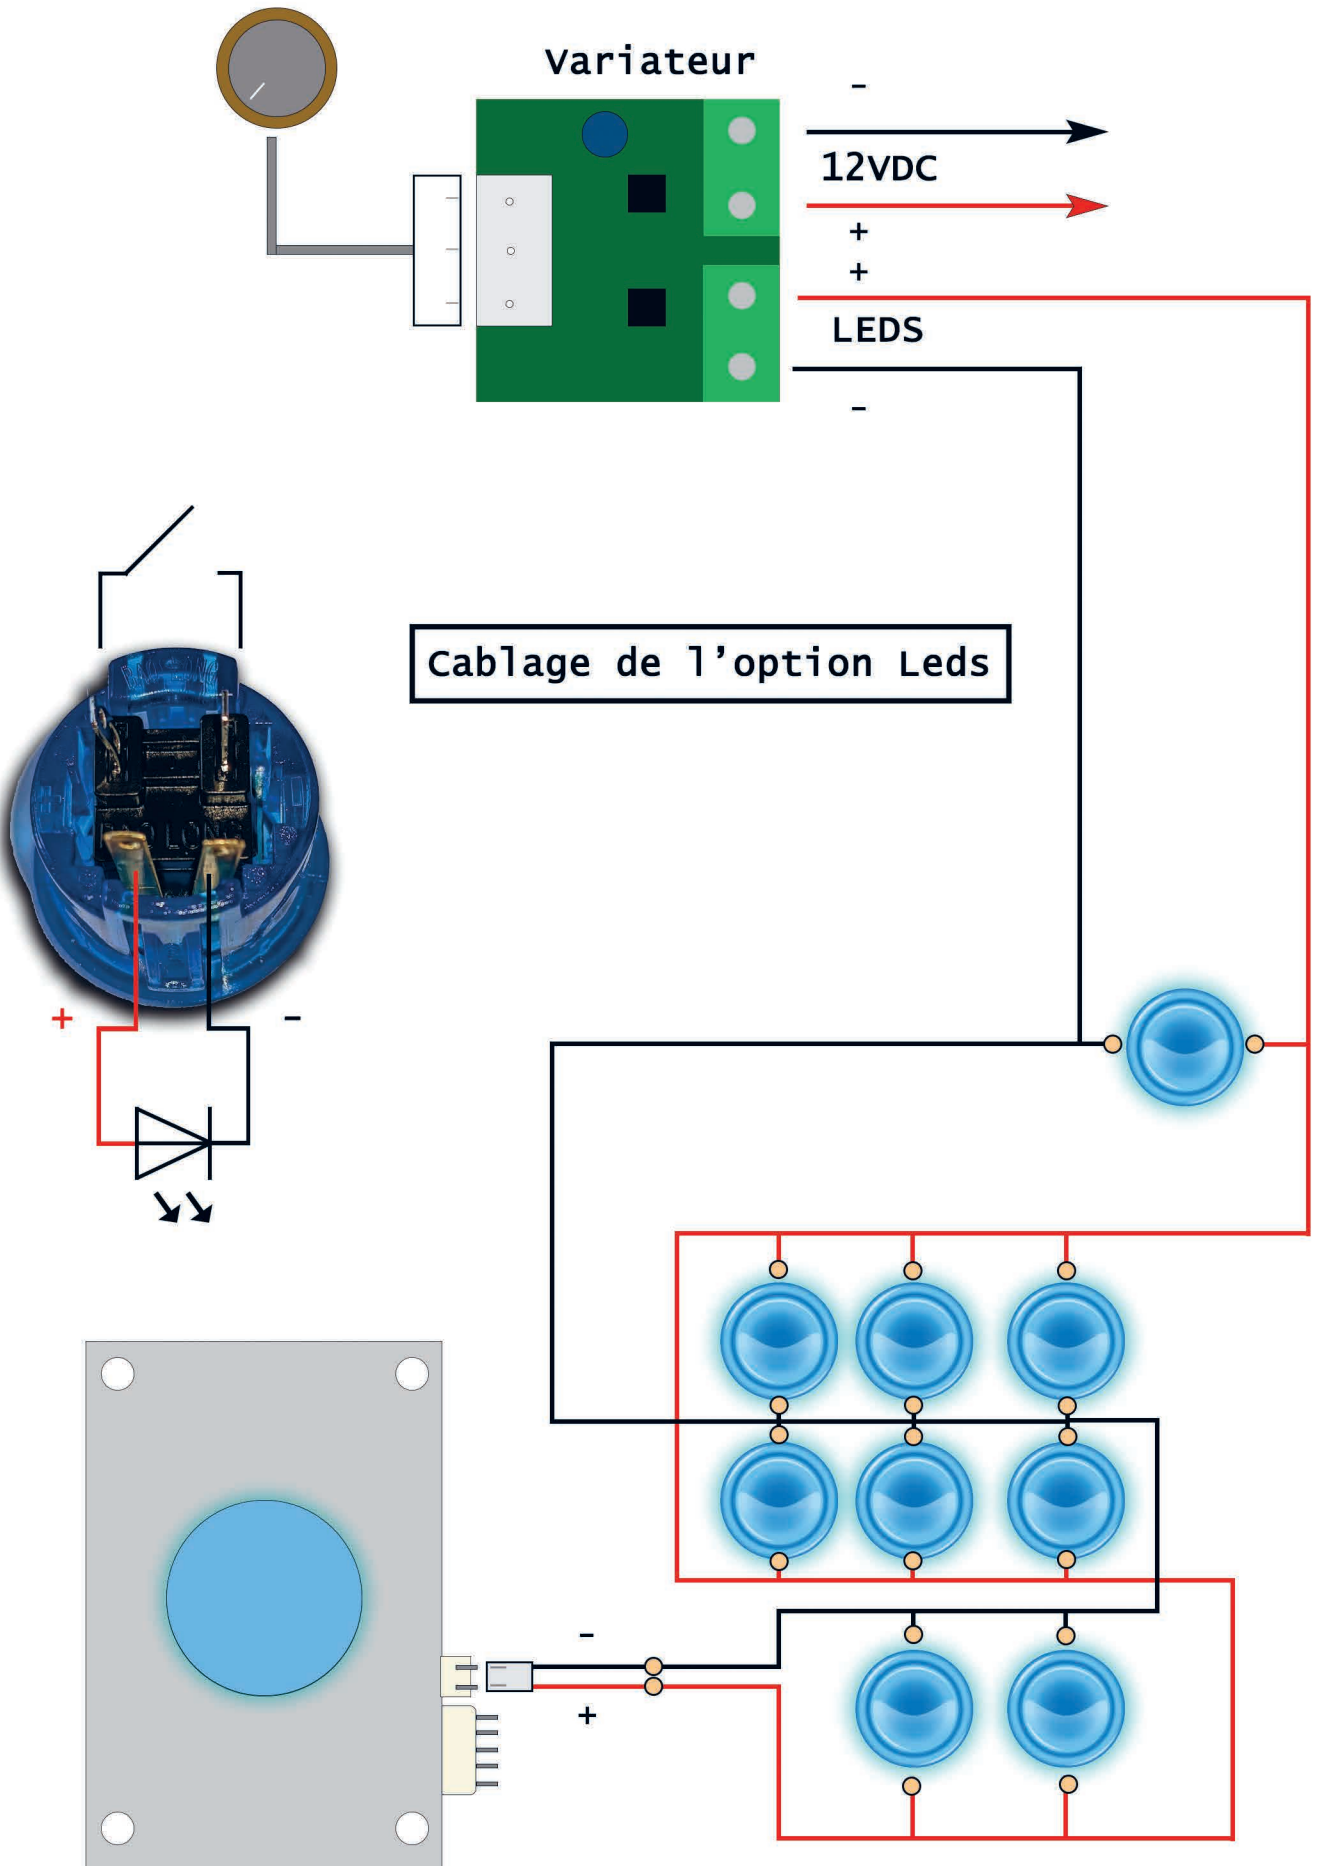 Variateur
-
12VDC
+
+
LEDS
-
Cablage de l'option Leds
+
-
-
+